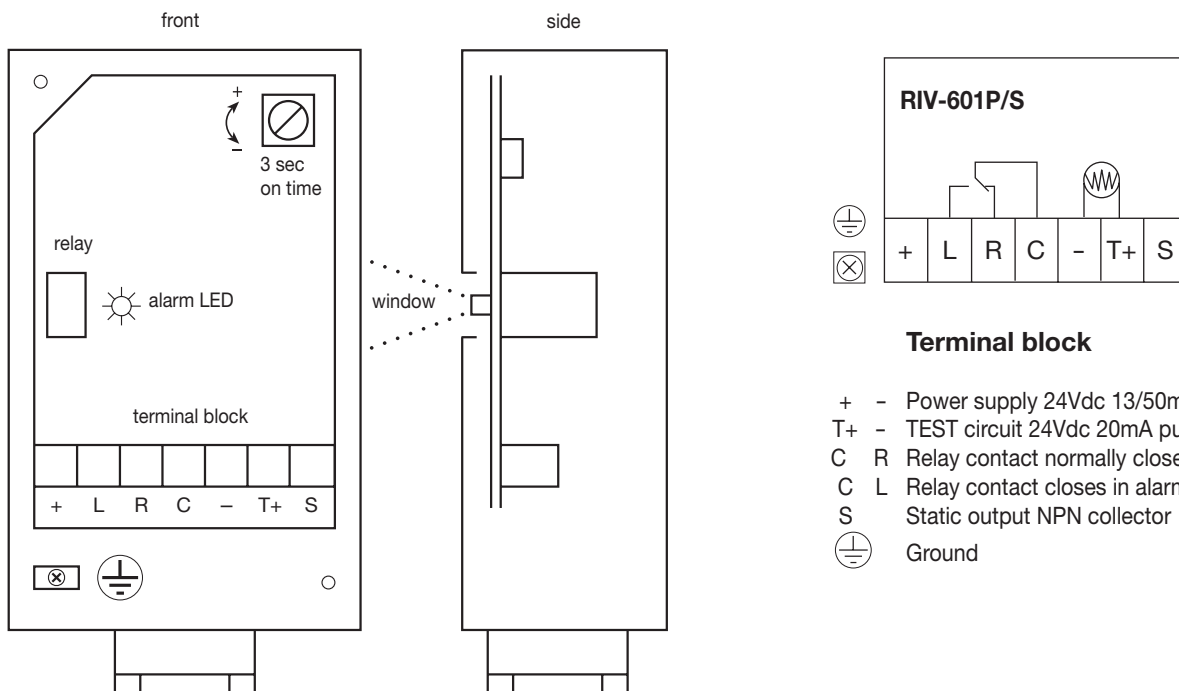 front
side
+
−
3 sec
on time
relay
alarm LED
window
terminal block
+ L R C – T+ S
RIV-601P/S
+ L R C - T+ S
Terminal block
+ - Power supply 24Vdc 13/50m
T+ - TEST circuit 24Vdc 20mA pu
C R Relay contact normally close
C L Relay contact closes in alarm
S Static output NPN collector
Ground